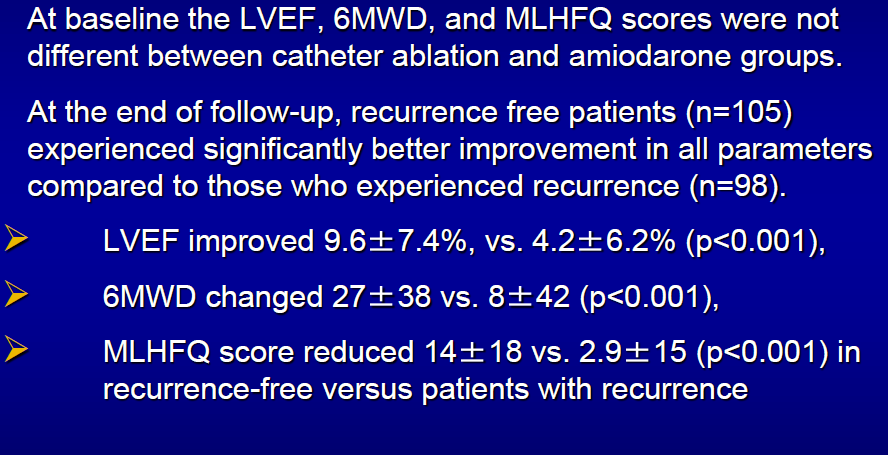 At baseline the LVEF, 6MWD, and MLHFQ scores were not
different between catheter ablation and amiodarone groups.
At the end of follow-up, recurrence free patients (n=105)
experienced significantly better improvement in all parameters
compared to those who experienced recurrence (n=98).
LVEF improved 9.6±7.4%, vs. 4.2±6.2% (p<0.001),
6MWD changed 27±38 vs. 8±42 (p<0.001),
MLHFQ score reduced 14±18 vs. 2.9±15 (p<0.001) in
recurrence-free versus patients with recurrence